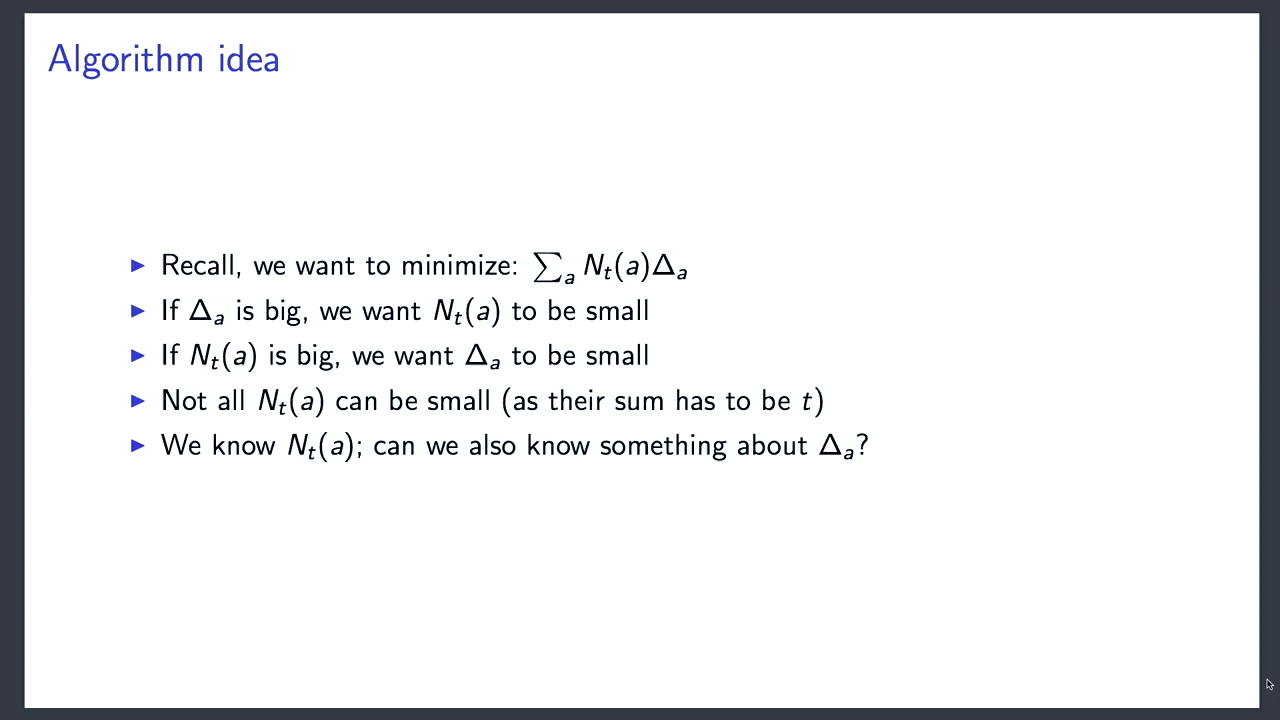 Algorithm idea
▶ Recall, we want to minimize: ∑ₐ Nₜ(a)Δₐ
▶ If Δₐ is big, we want Nₜ(a) to be small
▶ If Nₜ(a) is big, we want Δₐ to be small
▶ Not all Nₜ(a) can be small (as their sum has to be t)
▶ We know Nₜ(a); can we also know something about Δₐ?